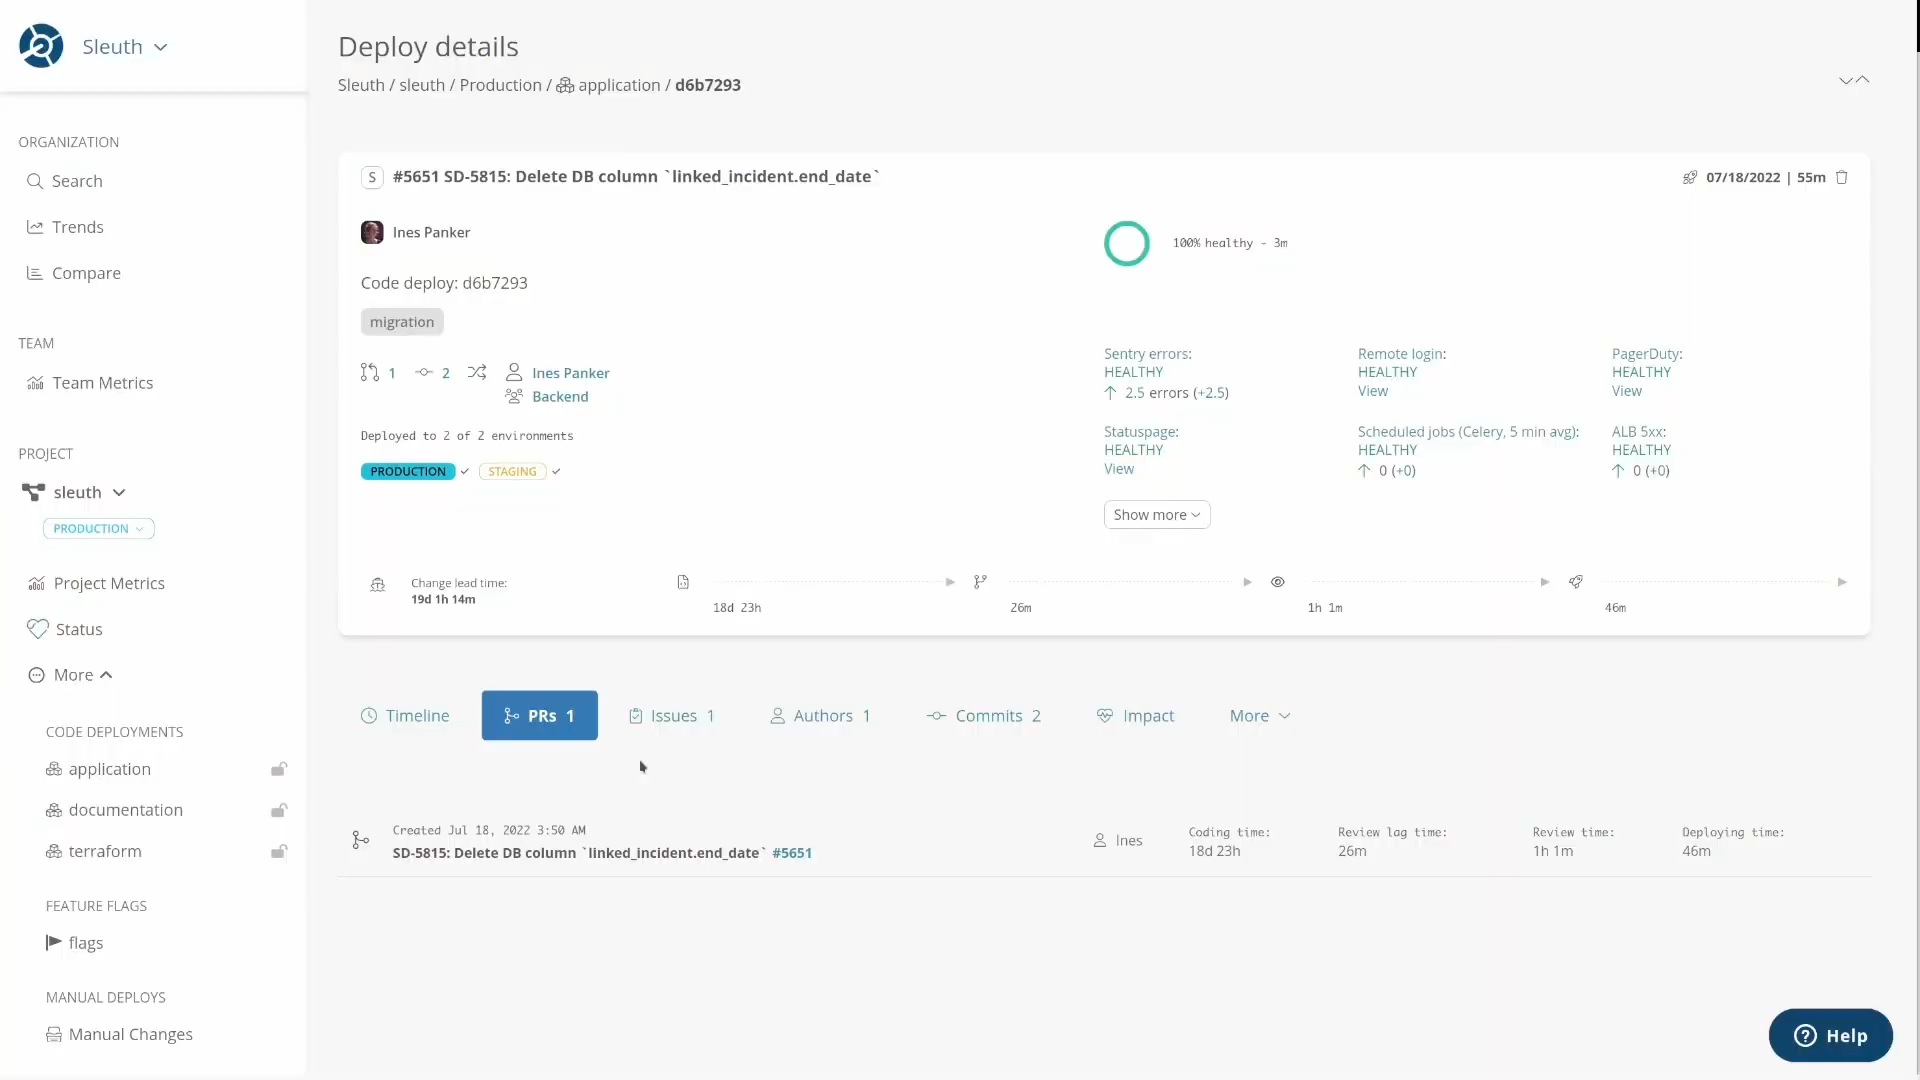 Sleuth
ORGANIZATION
Search
Trends
Compare
TEAM
Team Metrics
PROJECT
sleuth
PRODUCTION
Project Metrics
Status
More
CODE DEPLOYMENTS
application
documentation
terraform
FEATURE FLAGS
flags
MANUAL DEPLOYS
Manual Changes
Deploy details
Sleuth / sleuth / Production / application / d6b7293
S #5651 SD-5815: Delete DB column `linked_incident.end_date`
07/18/2022 | 55m
Ines Panker
Code deploy: d6b7293
migration
1 2 Ines Panker
Backend
Deployed to 2 of 2 environments
PRODUCTION STAGING
100% healthy - 3m
Sentry errors:
HEALTHY
2.5 errors (+2.5)
Remote login:
HEALTHY
View
PagerDuty:
HEALTHY
View
Statuspage:
HEALTHY
View
Scheduled jobs (Celery, 5 min avg):
HEALTHY
0 (+0)
ALB 5xx:
HEALTHY
0 (+0)
Show more
Change lead time:
19d 1h 14m
18d 23h 26m 1h 1m 46m
Timeline PRs 1 Issues 1 Authors 1 Commits 2 Impact More
Created Jul 18, 2022 3:50 AM
SD-5815: Delete DB column `linked_incident.end_date` #5651
Ines
Coding time:
18d 23h
Review lag time:
26m
Review time:
1h 1m
Deploying time:
46m
Help